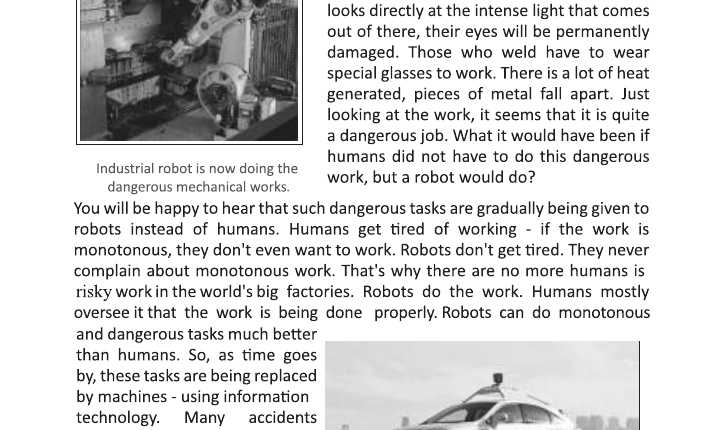 looks directly at the intense light that comes
out of there, their eyes will be permanently
damaged. Those who weld have to wear
special glasses to work. There is a lot of heat
generated, pieces of metal fall apart. Just
looking at the work, it seems that it is quite
a dangerous job. What it would have been if
humans did not have to do this dangerous
work, but a robot would do?
Industrial robot is now doing the
dangerous mechanical works.
You will be happy to hear that such dangerous tasks are gradually being given to
robots instead of humans. Humans get tired of working - if the work is
monotonous, they don't even want to work. Robots don't get tired. They never
complain about monotonous work. That's why there are no more humans is
risky work in the world's big factories. Robots do the work. Humans mostly
oversee it that the work is being done properly. Robots can do monotonous
and dangerous tasks much better
than humans. So, as time goes
by, these tasks are being replaced
by machines - using information
technology. Many accidents